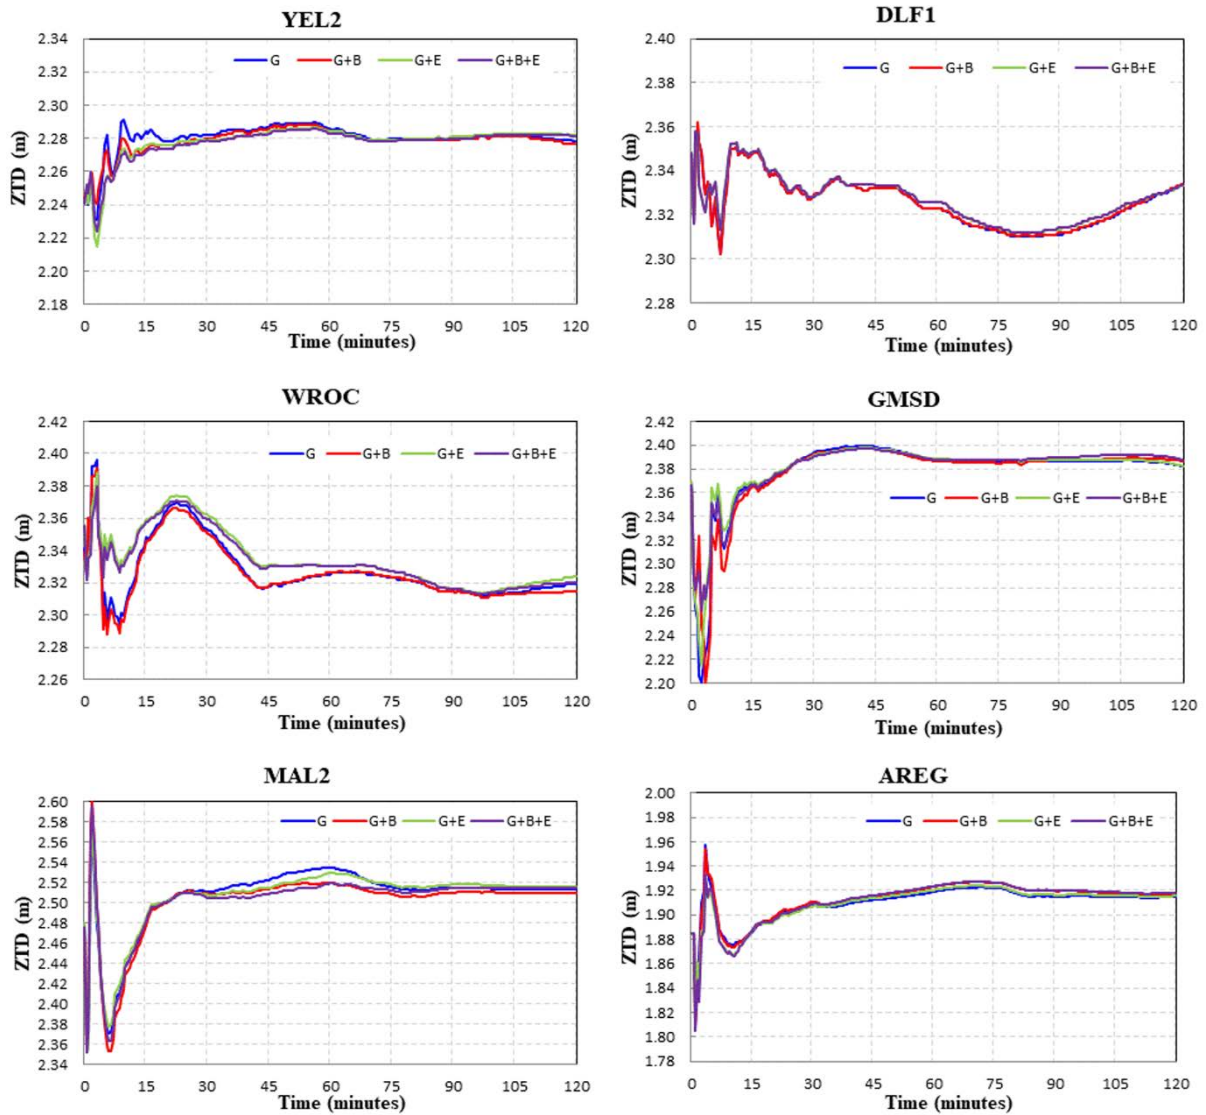 YEL2
2.34
2.32
2.30
2.28
2.26
2.24
2.22
2.20
2.18
G G+B G+E G+B+E
ZTD (m)
0 15 30 45 60 75 90 105 120
Time (minutes)
DLF1
2.40
2.38
2.36
2.34
2.32
2.30
2.28
G G+B G+E G+B+E
ZTD (m)
0 15 30 45 60 75 90 105 120
Time (minutes)
WROC
2.42
2.40
2.38
2.36
2.34
2.32
2.30
2.28
2.26
G G+B G+E G+B+E
ZTD (m)
0 15 30 45 60 75 90 105 120
Time (minutes)
GMSD
2.42
2.40
2.38
2.36
2.34
2.32
2.30
2.28
2.26
2.24
2.22
2.20
G G+B G+E G+B+E
ZTD (m)
0 15 30 45 60 75 90 105 120
Time (minutes)
MAL2
2.60
2.58
2.56
2.54
2.52
2.50
2.48
2.46
2.44
2.42
2.40
2.38
2.36
2.34
G G+B G+E G+B+E
ZTD (m)
0 15 30 45 60 75 90 105 120
Time (minutes)
AREG
2.00
1.98
1.96
1.94
1.92
1.90
1.88
1.86
1.84
1.82
1.80
1.78
G G+B G+E G+B+E
ZTD (m)
0 15 30 45 60 75 90 105 120
Time (minutes)